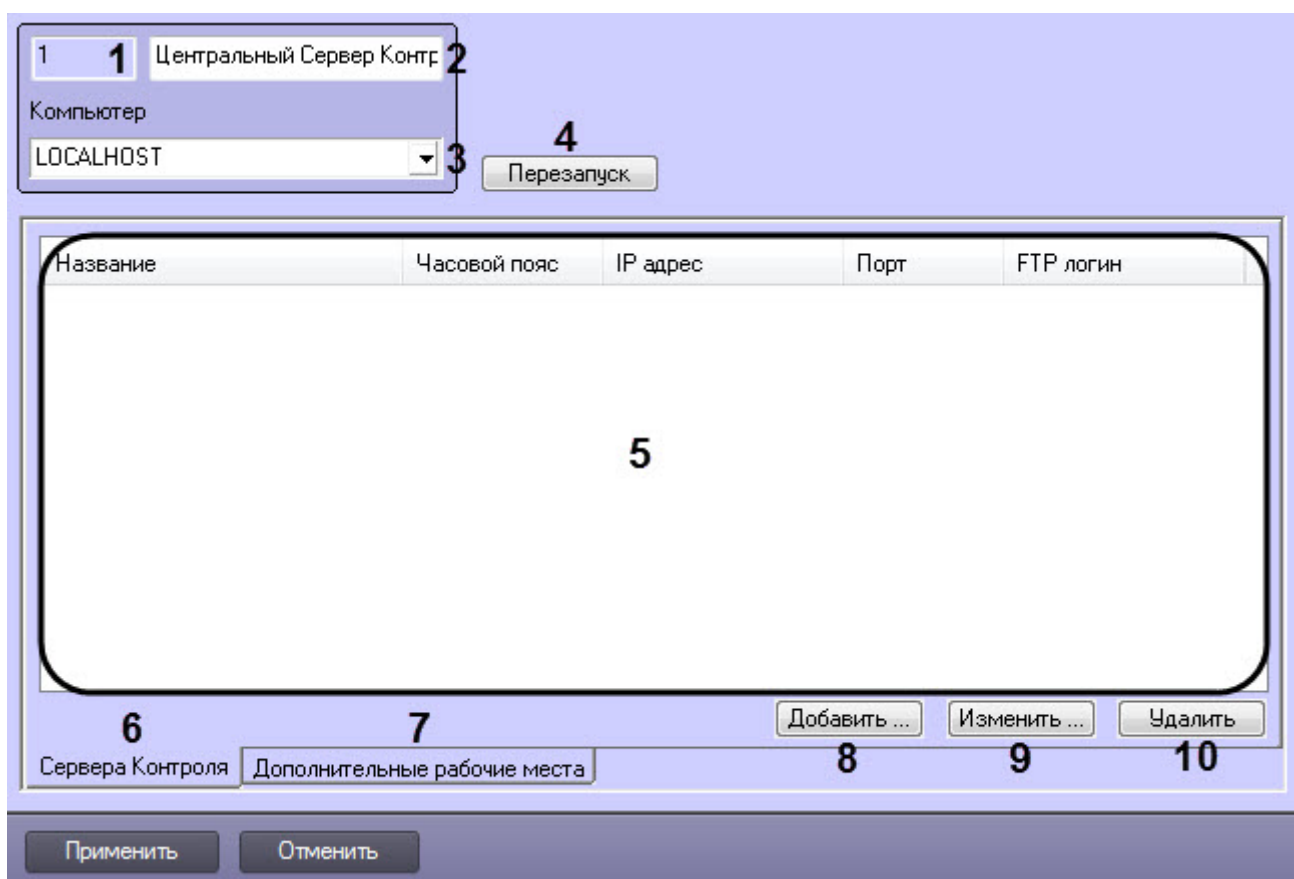 1 1 Центральный Сервер Контр 2
Компьютер
LOCALHOST 3
4
Перезапуск
Название Часовой пояс IP адрес Порт FTP логин
5
Добавить ... Изменить ... Удалить
6 7
8 9 10
Сервера Контроля Дополнительные рабочие места
Применить Отменить